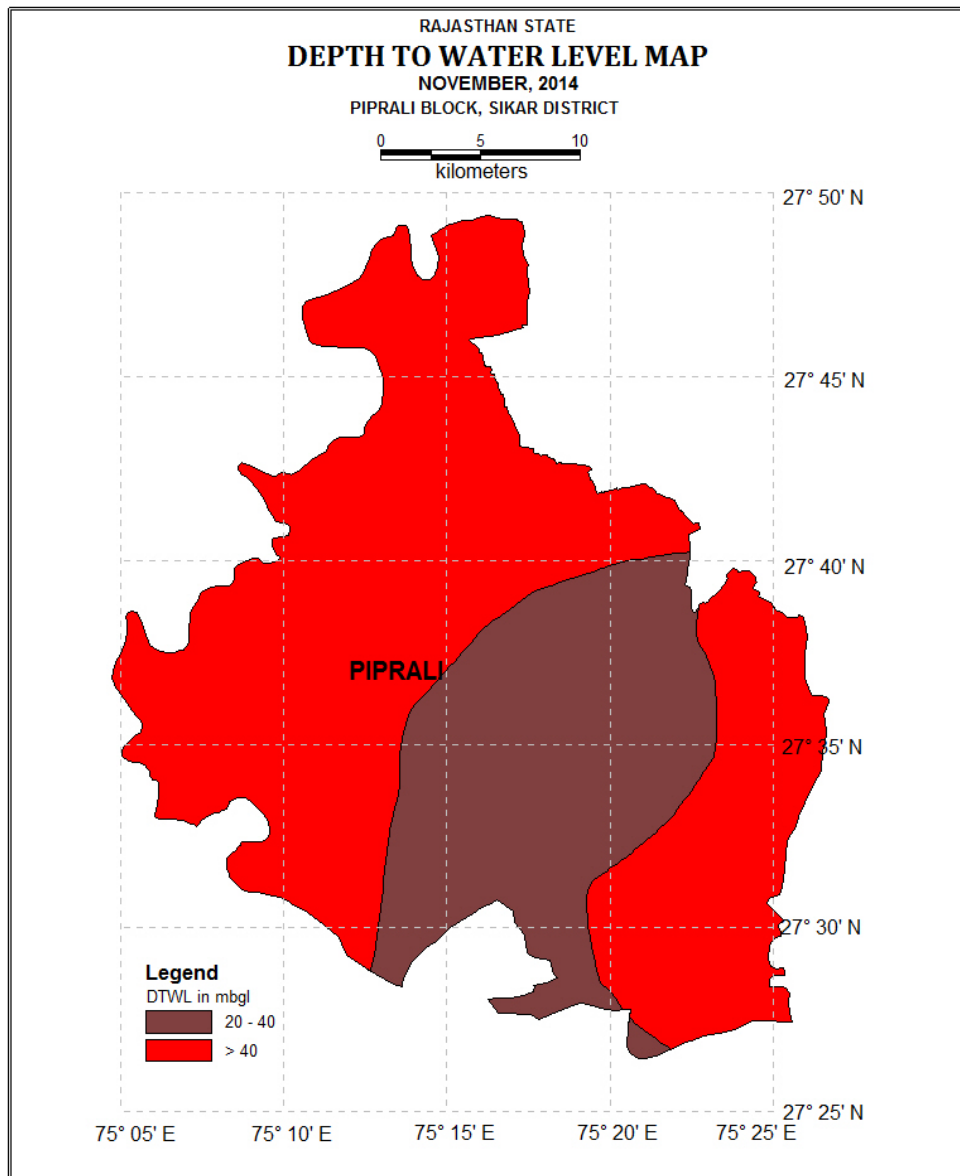 RAJASTHAN STATE
DEPTH TO WATER LEVEL MAP
NOVEMBER, 2014
PIPRALI BLOCK, SIKAR DISTRICT
0 5 10
kilometers
27° 50' N
27° 45' N
27° 40' N
PIPRALI
27° 35' N
27° 30' N
Legend
DTWL in mbgl
20 - 40
> 40
27° 25' N
75° 05' E 75° 10' E 75° 15' E 75° 20' E 75° 25' E